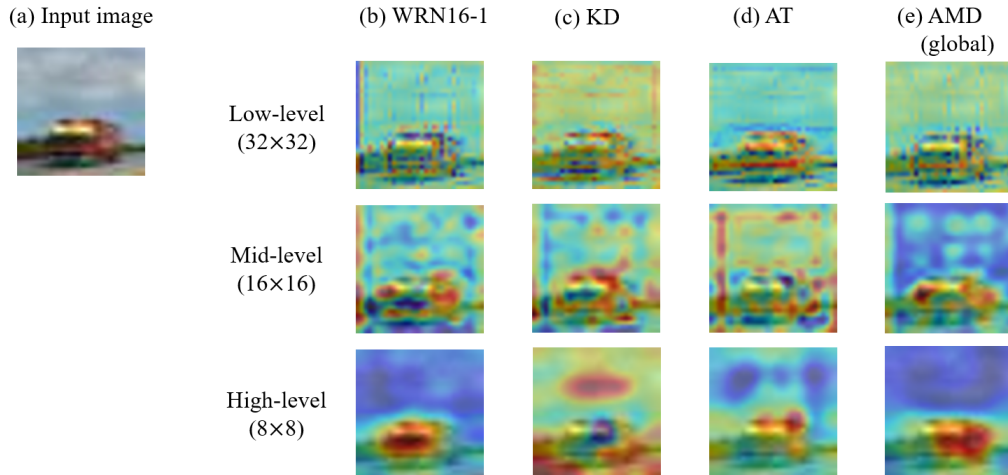 (a) Input image
(b) WRN16-1
(c) KD
(d) AT
(e) AMD
(global)
Low-level
(32×32)
Mid-level
(16×16)
High-level
(8×8)